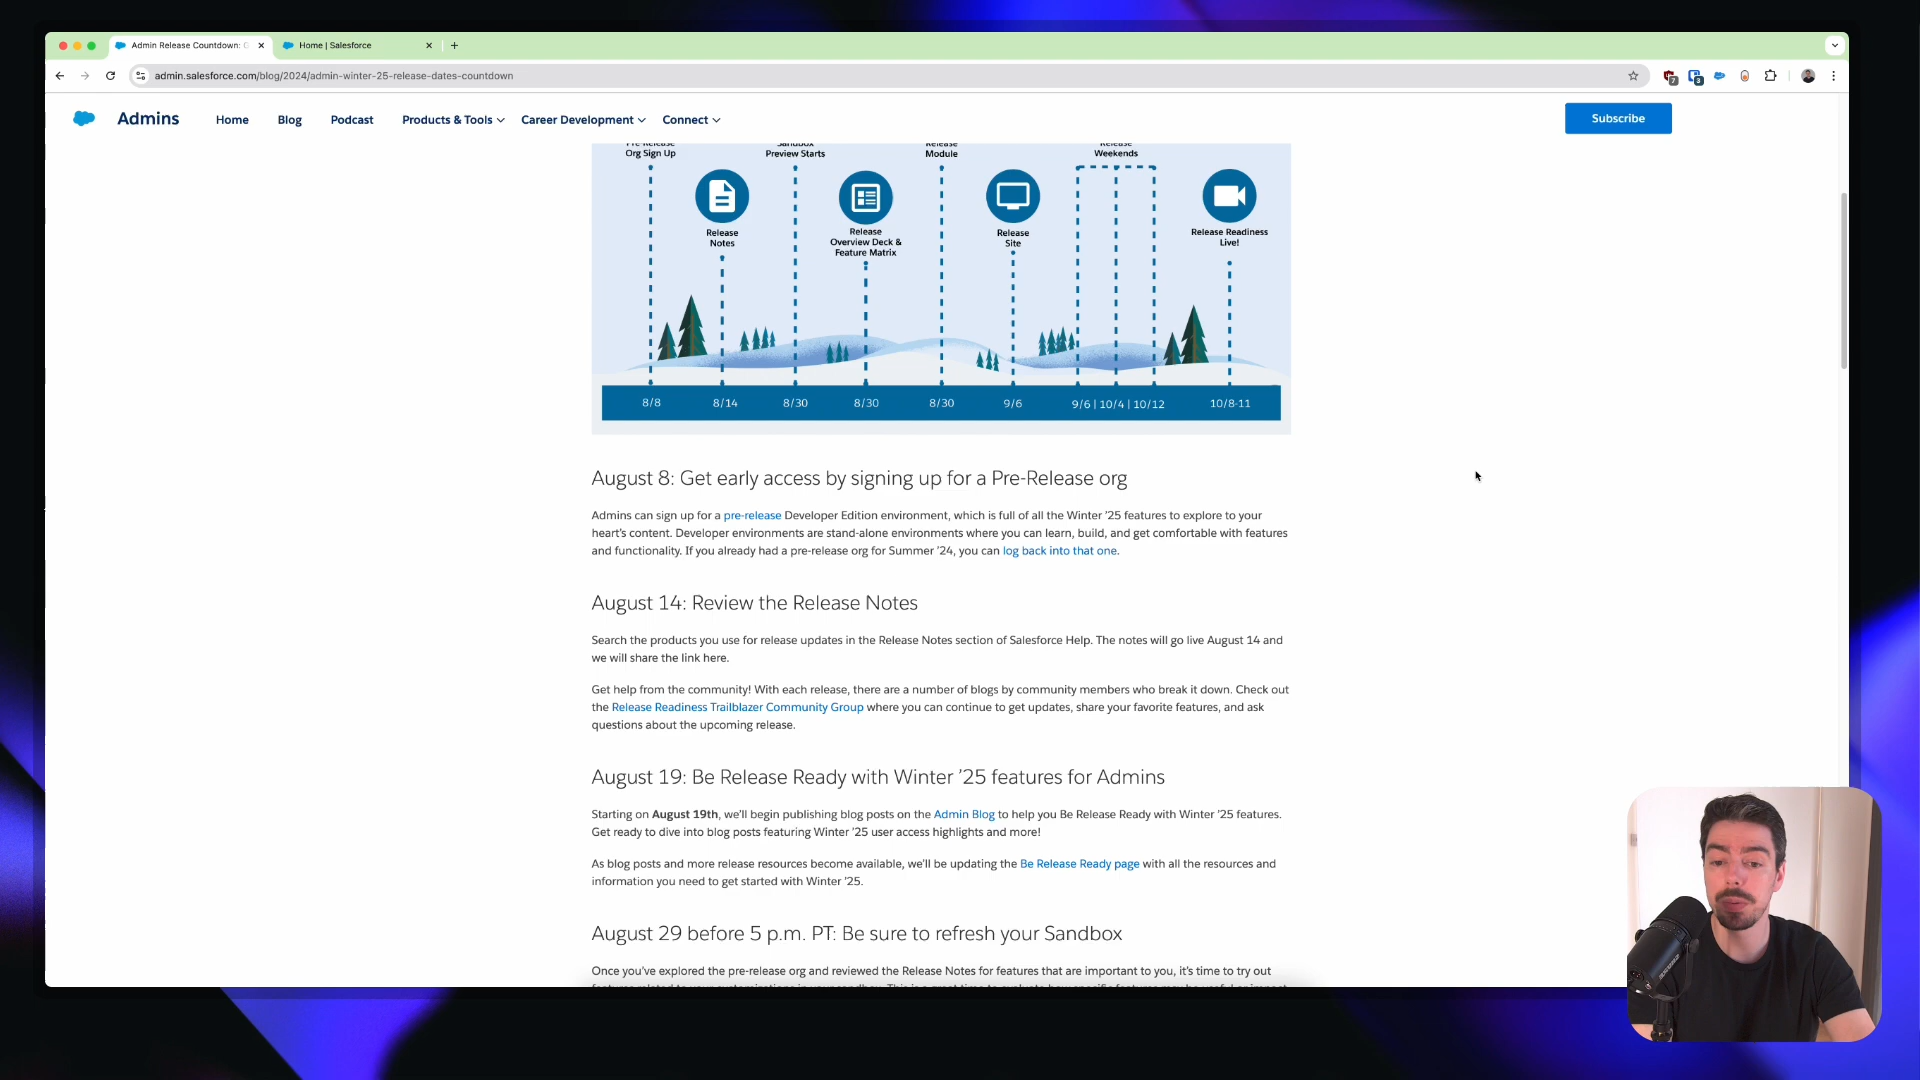 Admin Release Countdown: G
Home | Salesforce
admin.salesforce.com/blog/2024/admin-winter-25-release-dates-countdown
7
3
Admins
Home
Blog
Podcast
Products & Tools
Career Development
Connect
Subscribe
Pre-Release
Org Sign Up
Sandbox
Preview Starts
Release
Module
Release
Weekends
Release
Notes
Release
Overview Deck &
Feature Matrix
Release
Site
Release Readiness
Live!
8/8
8/14
8/30
8/30
8/30
9/6
9/6 | 10/4 | 10/12
10/8-11
August 8: Get early access by signing up for a Pre-Release org
Admins can sign up for a pre-release Developer Edition environment, which is full of all the Winter ’25 features to explore to your
heart’s content. Developer environments are stand-alone environments where you can learn, build, and get comfortable with features
and functionality. If you already had a pre-release org for Summer ’24, you can log back into that one.
August 14: Review the Release Notes
Search the products you use for release updates in the Release Notes section of Salesforce Help. The notes will go live August 14 and
we will share the link here.
Get help from the community! With each release, there are a number of blogs by community members who break it down. Check out
the Release Readiness Trailblazer Community Group where you can continue to get updates, share your favorite features, and ask
questions about the upcoming release.
August 19: Be Release Ready with Winter ’25 features for Admins
Starting on August 19th, we’ll begin publishing blog posts on the Admin Blog to help you Be Release Ready with Winter ’25 features.
Get ready to dive into blog posts featuring Winter ’25 user access highlights and more!
As blog posts and more release resources become available, we’ll be updating the Be Release Ready page with all the resources and
information you need to get started with Winter ’25.
August 29 before 5 p.m. PT: Be sure to refresh your Sandbox
Once you’ve explored the pre-release org and reviewed the Release Notes for features that are important to you, it’s time to try out